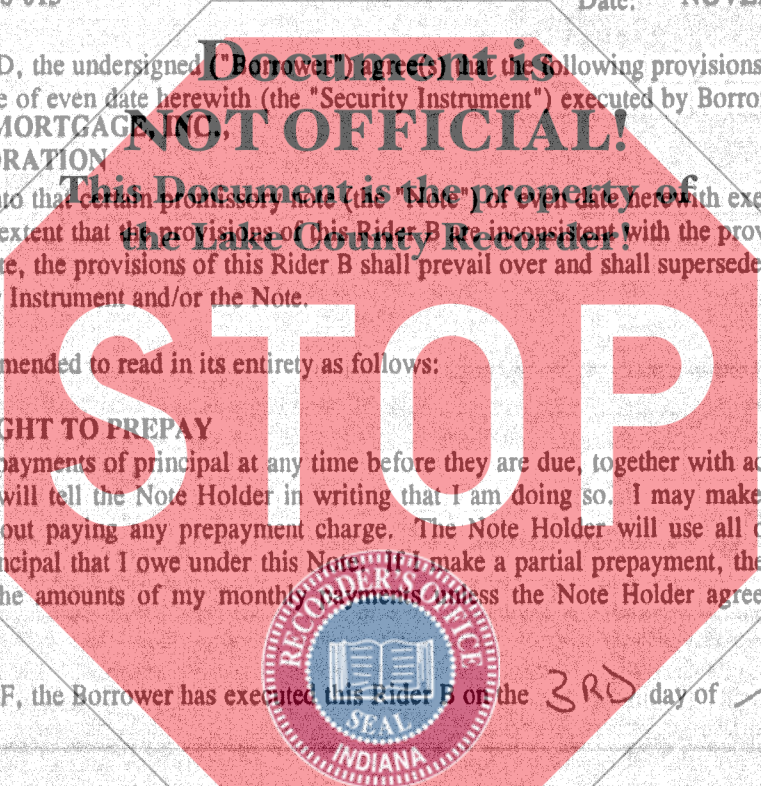 Date: NOVE
D, the undersigned ("Borrower") agree(s) that the following provisions
e of even date herewith (the "Security Instrument") executed by Borro
MORTGAGE, INC.,
ORATION
to that certain promissory note (the "Note") of even date herewith exe
extent that the provisions of this Rider B are inconsistent with the prov
te, the provisions of this Rider B shall prevail over and shall supersede
Instrument and/or the Note.
mended to read in its entirety as follows:
GHT TO PREPAY
payments of principal at any time before they are due, together with ac
will tell the Note Holder in writing that I am doing so. I may make
out paying any prepayment charge. The Note Holder will use all o
ncipal that I owe under this Note. If I make a partial prepayment, the
he amounts of my monthly payments unless the Note Holder agree
F, the Borrower has executed this Rider B on the 3RD day of
Document is
NOT OFFICIAL!
This Document is the property of
the Lake County Recorder!
STOP
RECORDER'S OFFICE
SEAL
INDIANA